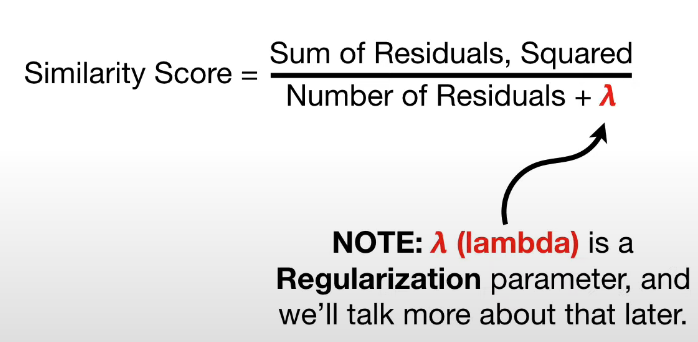 Similarity Score = Sum of Residuals, Squared
Number of Residuals + λ
NOTE: λ (lambda) is a
Regularization parameter, and
we'll talk more about that later.